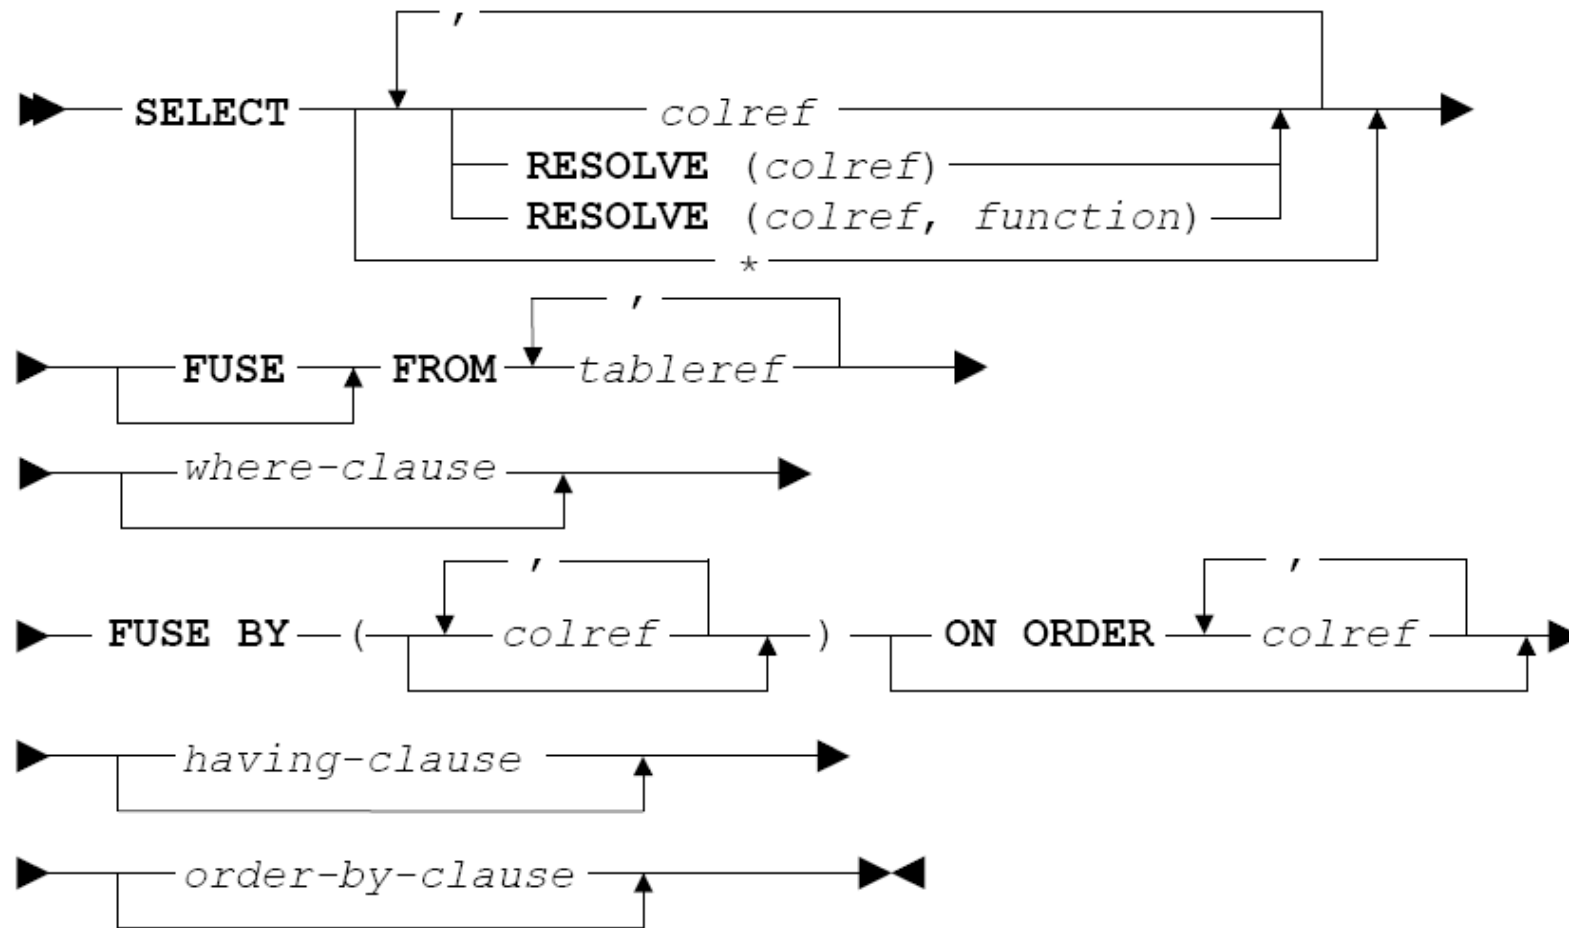 ,
SELECT colref
RESOLVE (colref)
RESOLVE (colref, function)
*
,
FUSE FROM tableref
where-clause
, ,
FUSE BY ( colref ) ON ORDER colref
having-clause
order-by-clause